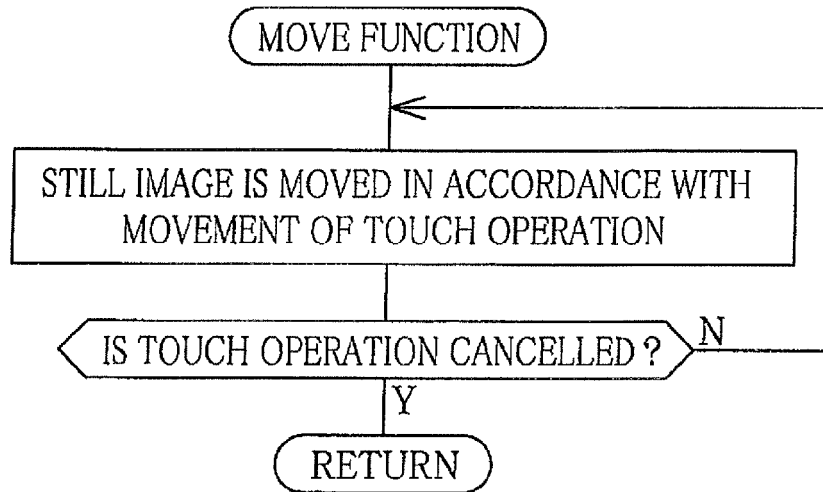 MOVE FUNCTION
STILL IMAGE IS MOVED IN ACCORDANCE WITH
MOVEMENT OF TOUCH OPERATION
IS TOUCH OPERATION CANCELLED?
N
Y
RETURN